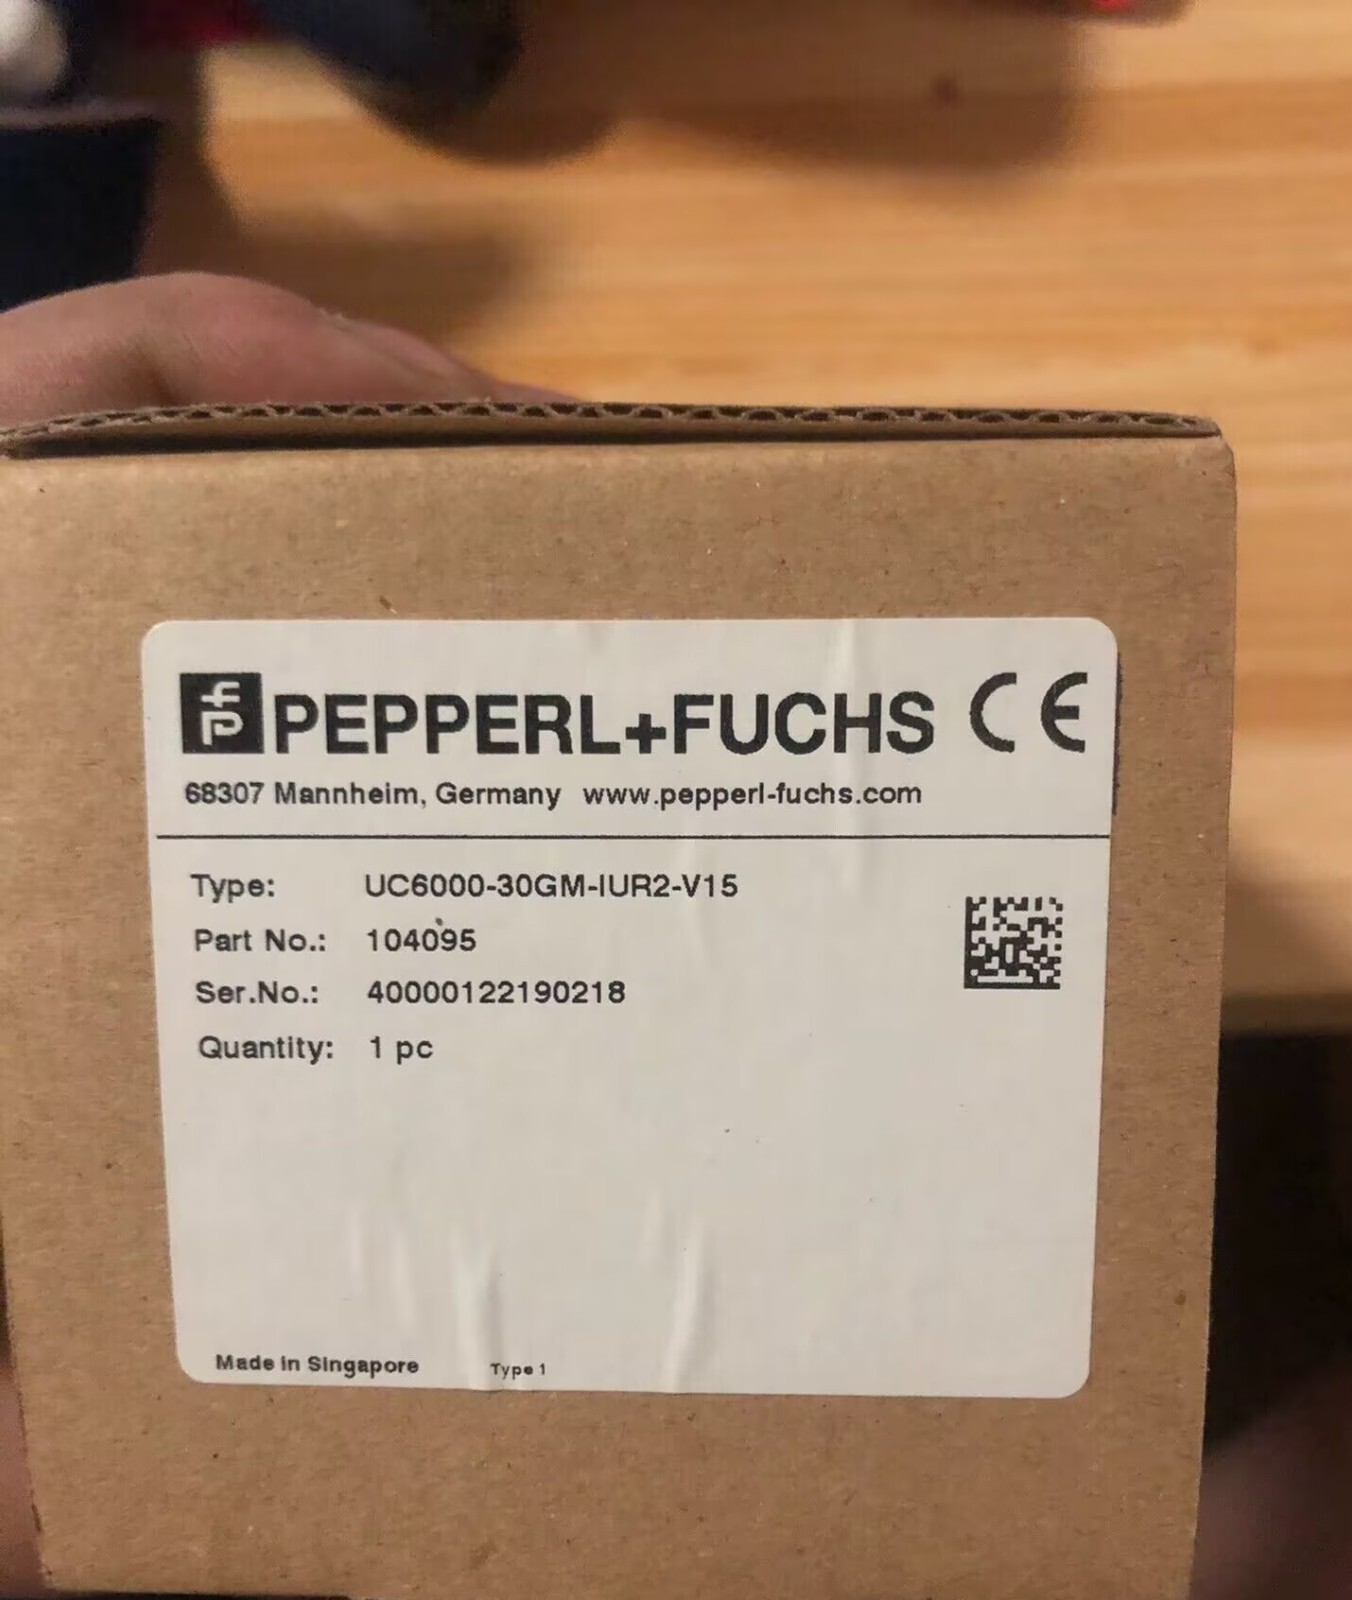 PEPPERL+FUCHS CE
68307 Mannheim, Germany www.pepperl-fuchs.com
Type: UC6000-30GM-IUR2-V15
Part No.: 104095
Ser.No.: 40000122190218
Quantity: 1 pc
Made in Singapore Type 1